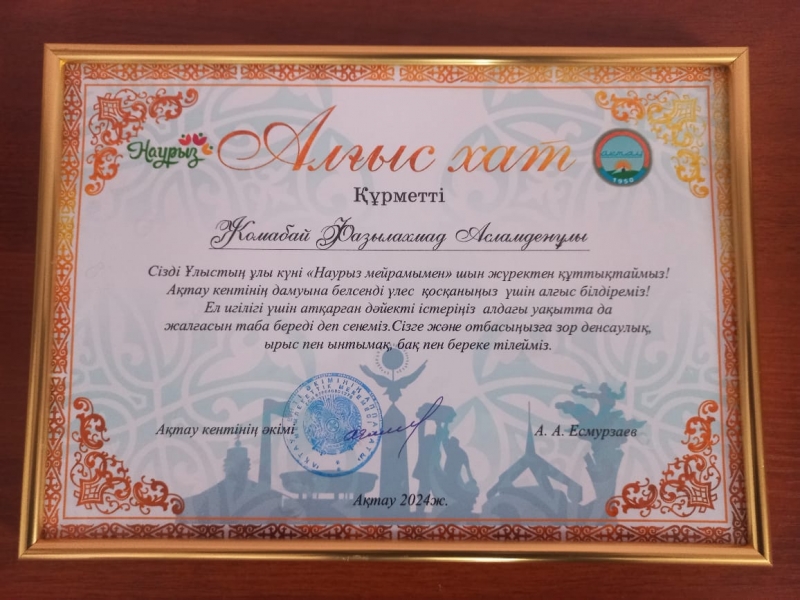 Наурыз
Алғыс хат
АҚТАУ
1950
Құрметті
Жомабай Фазылахмад Асламденұлы
Сізді Ұлыстың ұлы күні «Наурыз мейрамымен» шын жүректен құттықтаймыз!
Ақтау кентінің дамуына белсенді үлес қосқаныңыз үшін алғыс білдіреміз!
Ел игілігі үшін атқарған дәйекті істеріңіз алдағы уақытта да
жалғасын таба береді деп сенеміз.Сізге және отбасыңызға зор денсаулық,
ырыс пен ынтымақ, бақ пен береке тілейміз.
Ақтау кентінің әкімі
А. А. Есмурзаев
Ақтау 2024ж.